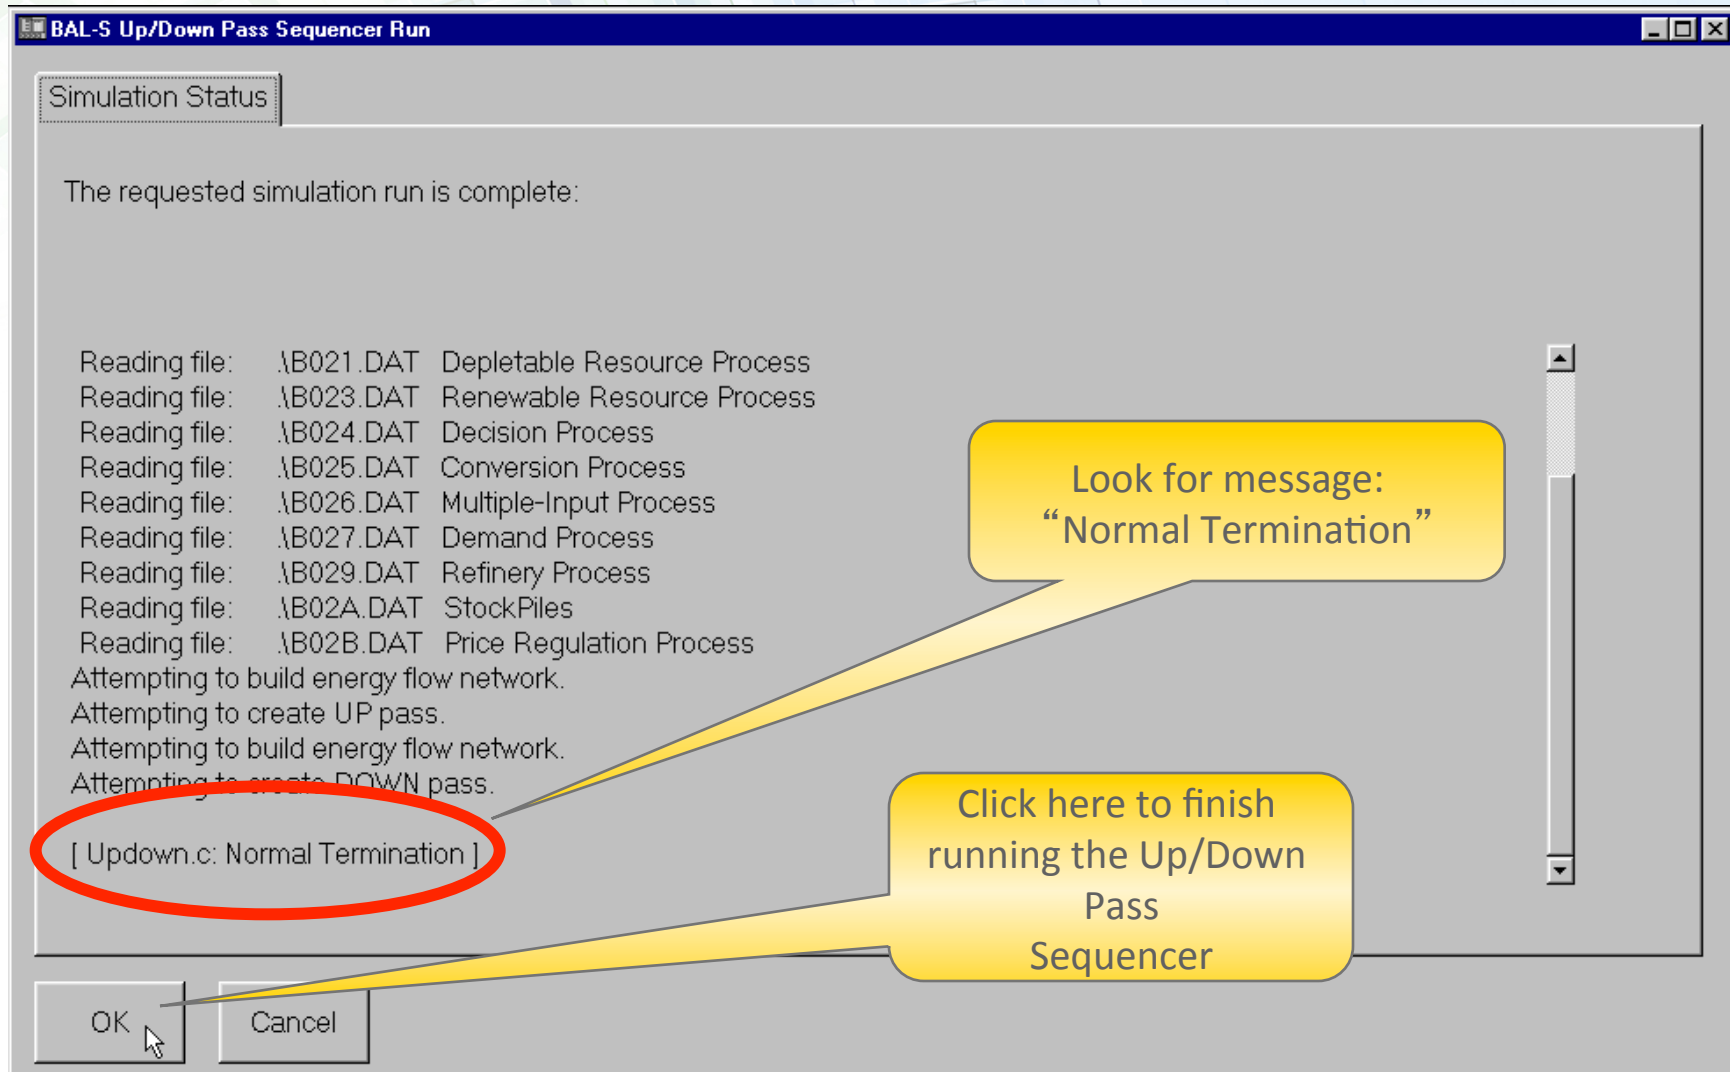 BAL-S Up/Down Pass Sequencer Run
Simulation Status
The requested simulation run is complete:
Reading file: .\B021.DAT Depletable Resource Process
Reading file: .\B023.DAT Renewable Resource Process
Reading file: .\B024.DAT Decision Process
Reading file: .\B025.DAT Conversion Process
Reading file: .\B026.DAT Multiple-Input Process
Reading file: .\B027.DAT Demand Process
Reading file: .\B029.DAT Refinery Process
Reading file: .\B02A.DAT StockPiles
Reading file: .\B02B.DAT Price Regulation Process
Attempting to build energy flow network.
Attempting to create UP pass.
Attempting to build energy flow network.
Attempting to create DOWN pass.
[ Updown.c: Normal Termination ]
Look for message:
“Normal Termination”
Click here to finish
running the Up/Down
Pass
Sequencer
OK
Cancel